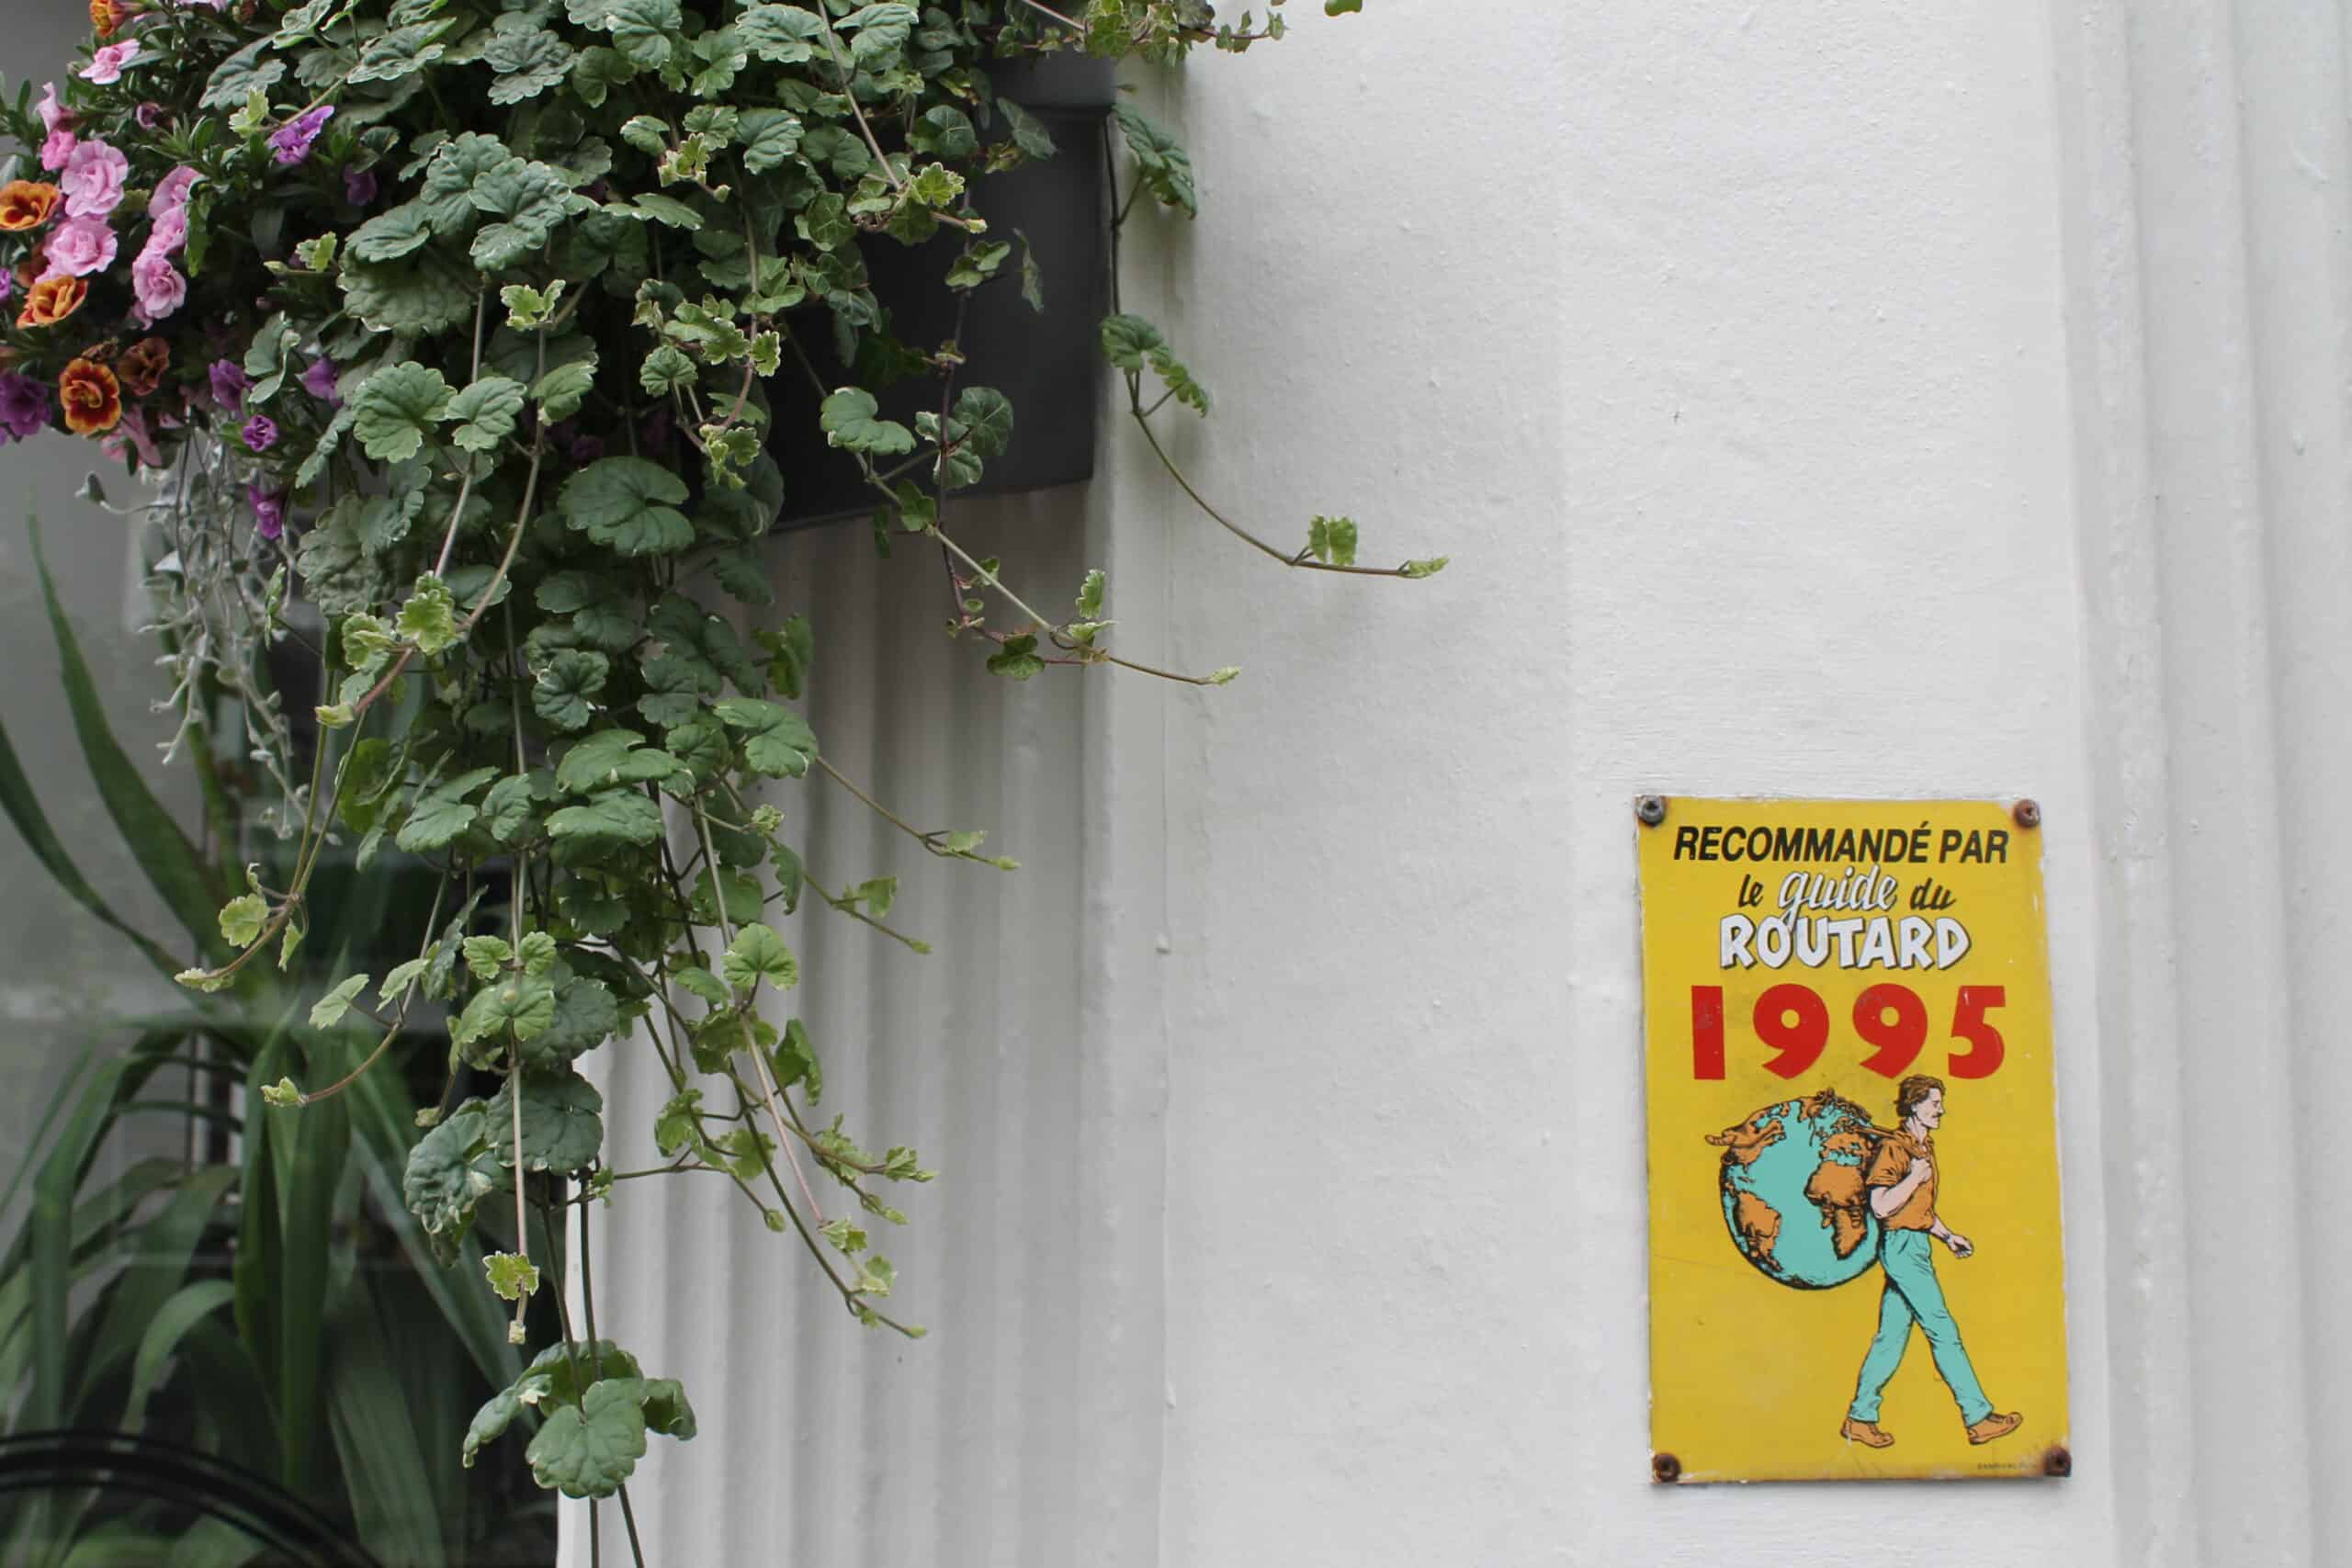 RECOMMANDÉ PAR
le guide du
ROUTARD
1995